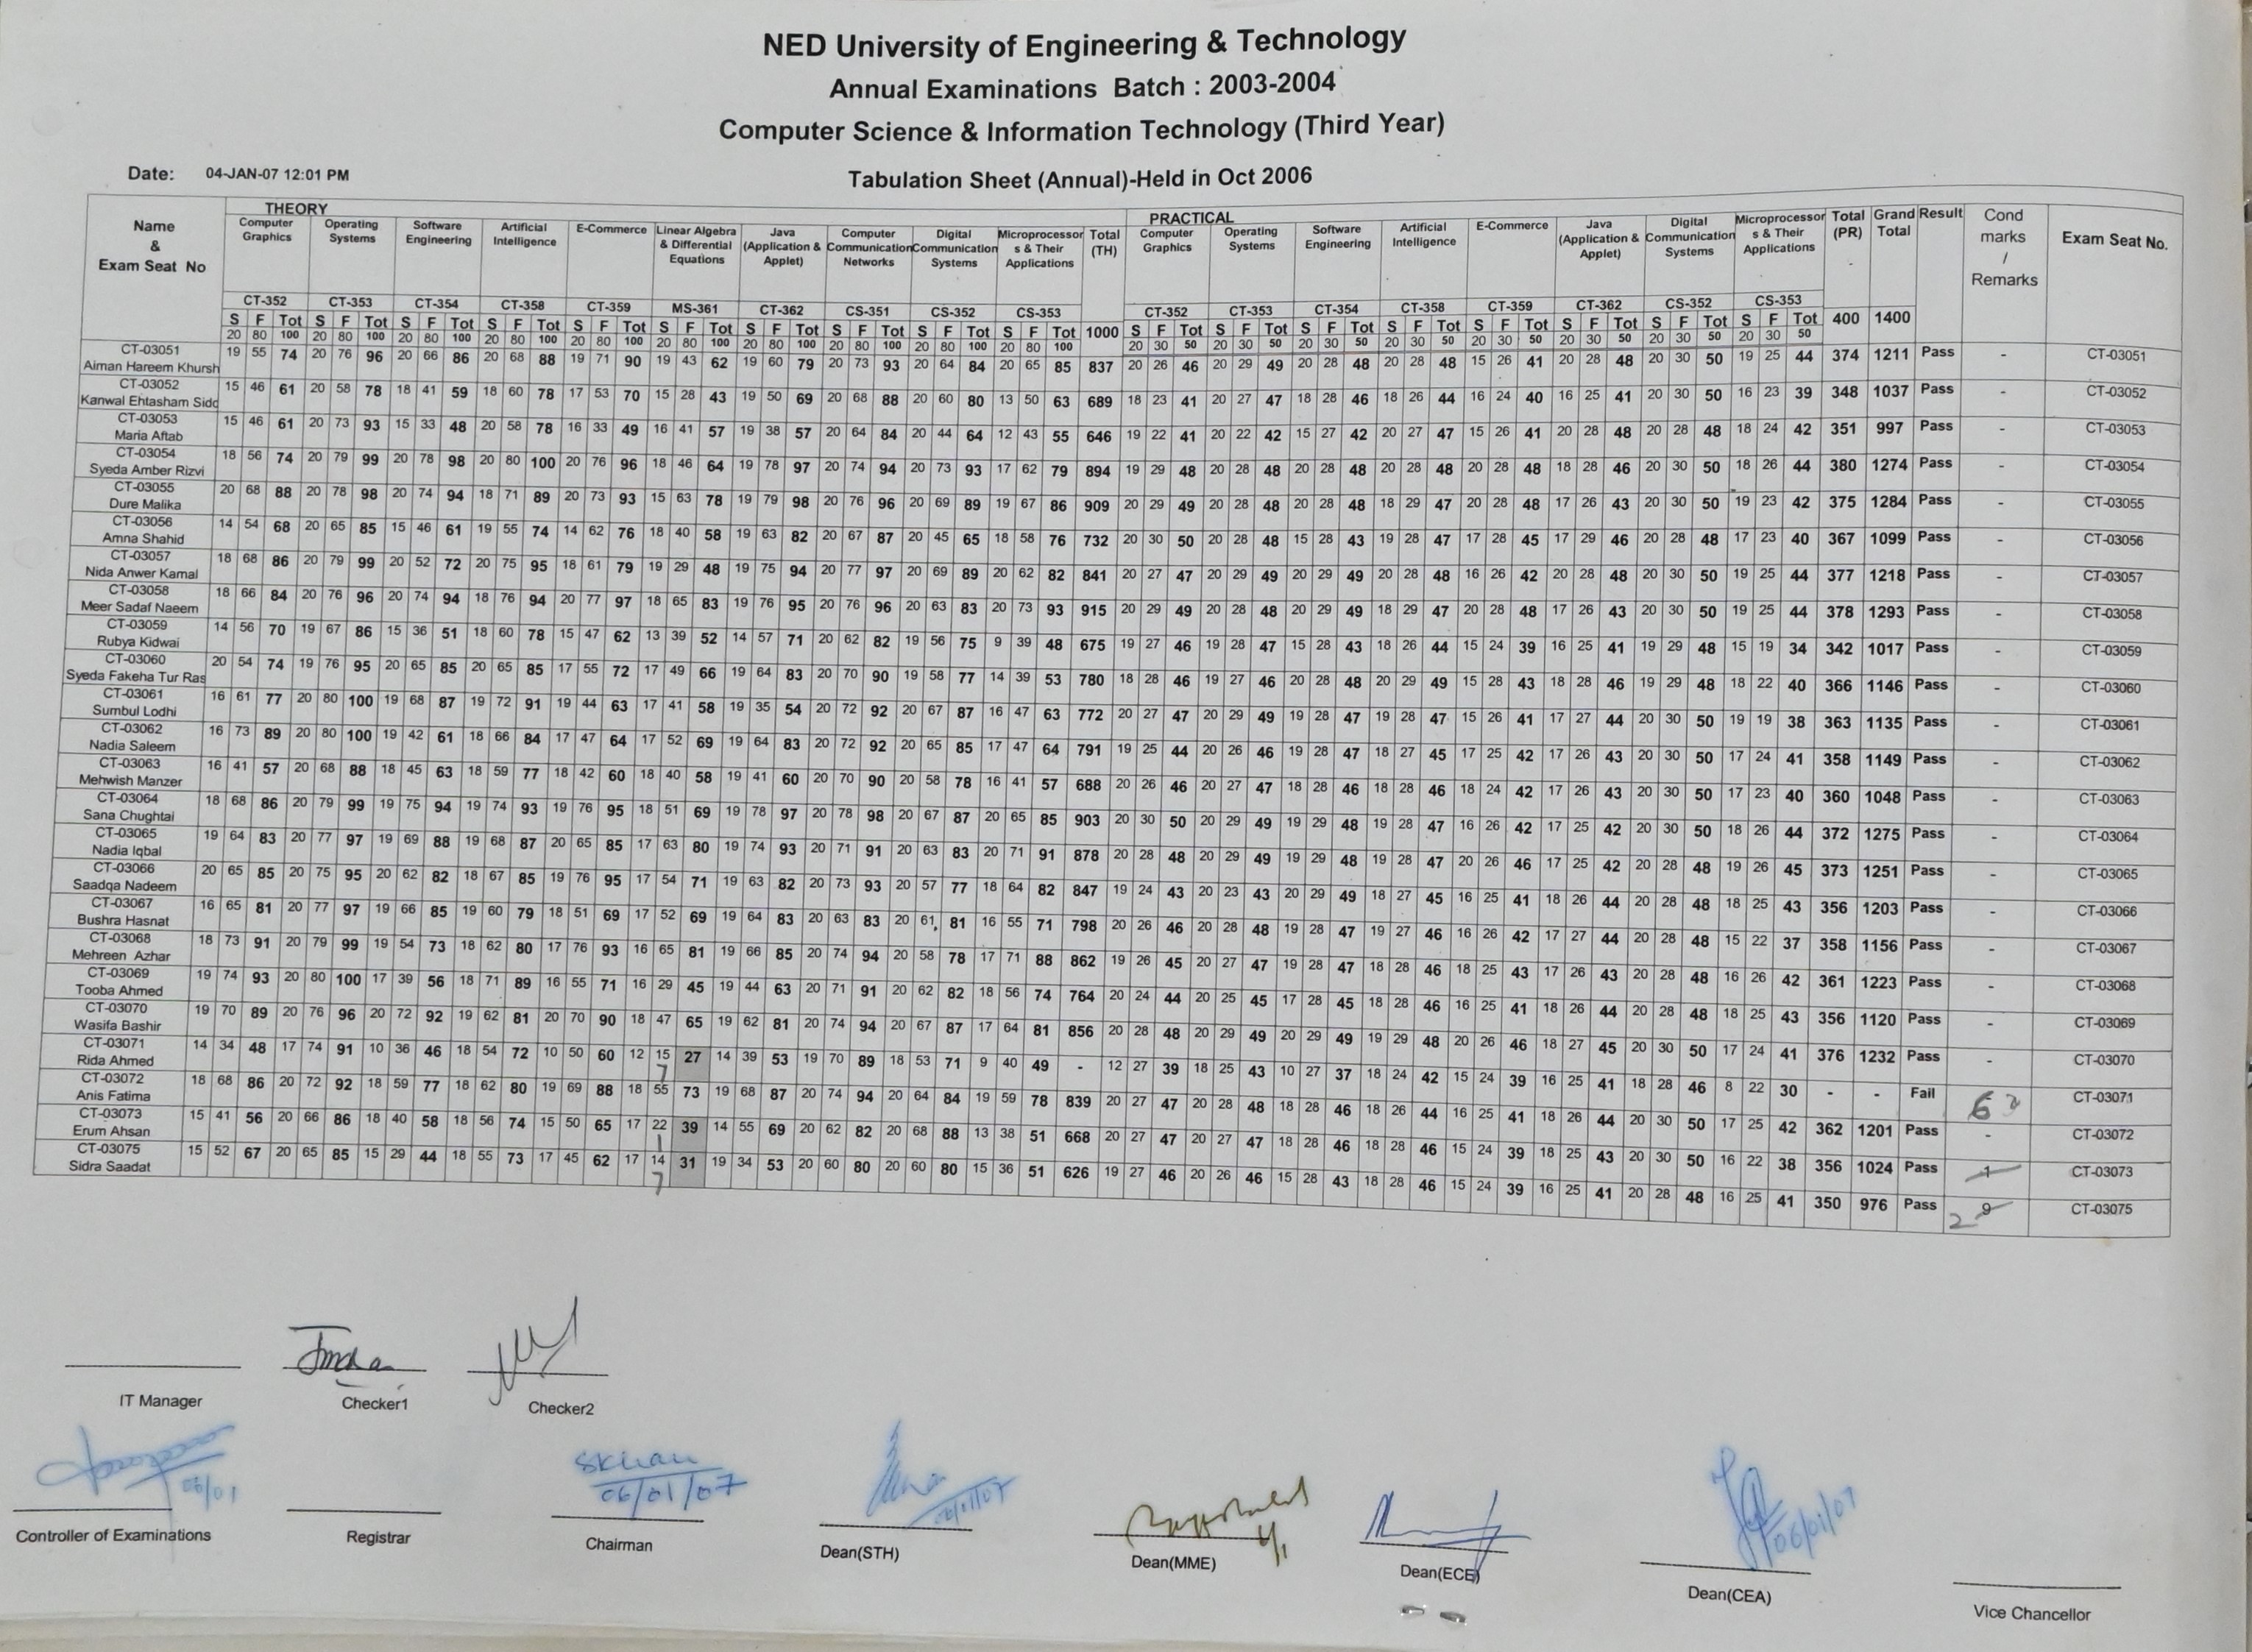 NED University of Engineering & Technology
Annual Examinations Batch : 2003-2004
Computer Science & Information Technology (Third Year)
Date: 04-JAN-07 12:01 PM
Tabulation Sheet (Annual)-Held in Oct 2006
Name & Exam Seat No
THEORY
Computer Graphics CT-352
Operating Systems CT-353
Software Engineering CT-354
Artificial Intelligence CT-358
E-Commerce CT-359
Linear Algebra & Differential Equations MS-361
Java (Application & Applet) CT-362
Computer Communication Networks CS-351
Digital Communication Systems CS-352
Microprocessor s & Their Applications CS-353
Total (TH)
PRACTICAL
Computer Graphics CT-352
Operating Systems CT-353
Software Engineering CT-354
Artificial Intelligence CT-358
E-Commerce CT-359
Java (Application & Applet) CT-362
Digital Communication Systems CS-352
Microprocessor s & Their Applications CS-353
Total (PR)
Grand Total
Result
Cond marks / Remarks
Exam Seat No.
S F Tot S F Tot S F Tot S F Tot S F Tot S F Tot S F Tot S F Tot S F Tot S F Tot 1000 S F Tot S F Tot S F Tot S F Tot S F Tot S F Tot S F Tot S F Tot 400 1400
20 80 100 20 80 100 20 80 100 20 80 100 20 80 100 20 80 100 20 80 100 20 80 100 20 80 100 20 80 100 20 30 50 20 30 50 20 30 50 20 30 50 20 30 50 20 30 50 20 30 50 20 30 50
CT-03051
Aiman Hareem Khursh
19 55 74 20 76 96 20 66 86 20 68 88 19 71 90 19 43 62 19 60 79 20 73 93 20 64 84 20 65 85 837 20 26 46 20 29 49 20 28 48 20 28 48 15 26 41 20 28 48 20 30 50 19 25 44 374 1211 Pass - CT-03051
CT-03052
Kanwal Ehtasham Sidd
15 46 61 20 58 78 18 41 59 18 60 78 17 53 70 15 28 43 19 50 69 20 68 88 20 60 80 13 50 63 689 18 23 41 20 27 47 18 28 46 18 26 44 16 24 40 16 25 41 20 30 50 16 23 39 348 1037 Pass - CT-03052
CT-03053
Maria Aftab
15 46 61 20 73 93 15 33 48 20 58 78 16 33 49 16 41 57 19 38 57 20 64 84 20 44 64 12 43 55 646 19 22 41 20 22 42 15 27 42 20 27 47 15 26 41 20 28 48 20 28 48 18 24 42 351 997 Pass - CT-03053
CT-03054
Syeda Amber Rizvi
18 56 74 20 79 99 20 78 98 20 80 100 20 76 96 18 46 64 19 78 97 20 74 94 20 73 93 17 62 79 894 19 29 48 20 28 48 20 28 48 20 28 48 20 28 48 18 28 46 20 30 50 18 26 44 380 1274 Pass - CT-03054
CT-03055
Dure Malika
20 68 88 20 78 98 20 74 94 18 71 89 20 73 93 15 63 78 19 79 98 20 76 96 20 69 89 19 67 86 909 20 29 49 20 28 48 20 28 48 18 29 47 20 28 48 17 26 43 20 30 50 19 23 42 375 1284 Pass - CT-03055
CT-03056
Amna Shahid
14 54 68 20 65 85 15 46 61 19 55 74 14 62 76 18 40 58 19 63 82 20 67 87 20 45 65 18 58 76 732 20 30 50 20 28 48 15 28 43 19 28 47 17 28 45 17 29 46 20 28 48 17 23 40 367 1099 Pass - CT-03056
CT-03057
Nida Anwer Kamal
18 68 86 20 79 99 20 52 72 20 75 95 18 61 79 19 29 48 19 75 94 20 77 97 20 69 89 20 62 82 841 20 27 47 20 29 49 20 29 49 20 28 48 16 26 42 20 28 48 20 30 50 19 25 44 377 1218 Pass - CT-03057
CT-03058
Meer Sadaf Naeem
18 66 84 20 76 96 20 74 94 18 76 94 20 77 97 18 65 83 19 76 95 20 76 96 20 63 83 20 73 93 915 20 29 49 20 28 48 20 29 49 18 29 47 20 28 48 17 26 43 20 30 50 19 25 44 378 1293 Pass - CT-03058
CT-03059
Rubya Kidwai
14 56 70 19 67 86 15 36 51 18 60 78 15 47 62 13 39 52 14 57 71 20 62 82 19 56 75 9 39 48 675 19 27 46 19 28 47 15 28 43 18 26 44 15 24 39 16 25 41 19 29 48 15 19 34 342 1017 Pass - CT-03059
CT-03060
Syeda Fakeha Tur Ras
20 54 74 19 76 95 20 65 85 20 65 85 17 55 72 17 49 66 19 64 83 20 70 90 19 58 77 14 39 53 780 18 28 46 19 27 46 20 28 48 20 29 49 15 28 43 18 28 46 19 29 48 18 22 40 366 1146 Pass - CT-03060
CT-03061
Sumbul Lodhi
16 61 77 20 80 100 19 68 87 19 72 91 19 44 63 17 41 58 19 35 54 20 72 92 20 67 87 16 47 63 772 20 27 47 20 29 49 19 28 47 19 28 47 15 26 41 17 27 44 20 30 50 19 19 38 363 1135 Pass - CT-03061
CT-03062
Nadia Saleem
16 73 89 20 80 100 19 42 61 18 66 84 17 47 64 17 52 69 19 64 83 20 72 92 20 65 85 17 47 64 791 19 25 44 20 26 46 19 28 47 18 27 45 17 25 42 17 26 43 20 30 50 17 24 41 358 1149 Pass - CT-03062
CT-03063
Mehwish Manzer
16 41 57 20 68 88 18 45 63 18 59 77 18 42 60 18 40 58 19 41 60 20 70 90 20 58 78 16 41 57 688 20 26 46 20 27 47 18 28 46 18 28 46 18 24 42 17 26 43 20 30 50 17 23 40 360 1048 Pass - CT-03063
CT-03064
Sana Chughtai
18 68 86 20 79 99 19 75 94 19 74 93 19 76 95 18 51 69 19 78 97 20 78 98 20 67 87 20 65 85 903 20 30 50 20 29 49 19 29 48 19 28 47 16 26 42 17 25 42 20 30 50 18 26 44 372 1275 Pass - CT-03064
CT-03065
Nadia Iqbal
19 64 83 20 77 97 19 69 88 19 68 87 20 65 85 17 63 80 19 74 93 20 71 91 20 63 83 20 71 91 878 20 28 48 20 29 49 19 29 48 19 28 47 20 26 46 17 25 42 20 28 48 19 26 45 373 1251 Pass - CT-03065
CT-03066
Saadqa Nadeem
20 65 85 20 75 95 20 62 82 18 67 85 19 76 95 17 54 71 19 63 82 20 73 93 20 57 77 18 64 82 847 19 24 43 20 23 43 20 29 49 18 27 45 16 25 41 18 26 44 20 28 48 18 25 43 356 1203 Pass - CT-03066
CT-03067
Bushra Hasnat
16 65 81 20 77 97 19 66 85 19 60 79 18 51 69 17 52 69 19 64 83 20 63 83 20 61 81 16 55 71 798 20 26 46 20 28 48 19 28 47 19 27 46 16 26 42 17 27 44 20 28 48 15 22 37 358 1156 Pass - CT-03067
CT-03068
Mehreen Azhar
18 73 91 20 79 99 19 54 73 18 62 80 17 76 93 16 65 81 19 66 85 20 74 94 20 58 78 17 71 88 862 19 26 45 20 27 47 19 28 47 18 28 46 18 25 43 17 26 43 20 28 48 16 26 42 361 1223 Pass - CT-03068
CT-03069
Tooba Ahmed
19 74 93 20 80 100 17 39 56 18 71 89 16 55 71 16 29 45 19 44 63 20 71 91 20 62 82 18 56 74 764 20 24 44 20 25 45 17 28 45 18 28 46 16 25 41 18 26 44 20 28 48 18 25 43 356 1120 Pass - CT-03069
CT-03070
Wasifa Bashir
19 70 89 20 76 96 20 72 92 19 62 81 20 70 90 18 47 65 19 62 81 20 74 94 20 67 87 17 64 81 856 20 28 48 20 29 49 20 29 49 19 29 48 20 26 46 18 27 45 20 30 50 17 24 41 376 1232 Pass - CT-03070
CT-03071
Rida Ahmed
14 34 48 17 74 91 10 36 46 18 54 72 10 50 60 12 15 27 14 39 53 19 70 89 18 53 71 9 40 49 - 12 27 39 18 25 43 10 27 37 18 24 42 15 24 39 16 25 41 18 28 46 8 22 30 - - Fail CT-03071
7
CT-03072
Anis Fatima
18 68 86 20 72 92 18 59 77 18 62 80 19 69 88 18 55 73 19 68 87 20 74 94 20 64 84 19 59 78 839 20 27 47 20 28 48 18 28 46 18 26 44 16 25 41 18 26 44 20 30 50 17 25 42 362 1201 Pass - CT-03072
CT-03073
Erum Ahsan
15 41 56 20 66 86 18 40 58 18 56 74 15 50 65 17 22 39 14 55 69 20 62 82 20 68 88 13 38 51 668 20 27 47 20 27 47 18 28 46 18 28 46 15 24 39 18 25 43 20 30 50 16 22 38 356 1024 Pass 1 CT-03073
1
CT-03075
Sidra Saadat
15 52 67 20 65 85 15 29 44 18 55 73 17 45 62 17 14 31 19 34 53 20 60 80 20 60 80 15 36 51 626 19 27 46 20 26 46 15 28 43 18 28 46 15 24 39 16 25 41 20 28 48 16 25 41 350 976 Pass 9 CT-03075
7 2
IT Manager
Checker1
Checker2
06/01
Skhan
06/01/07
06/01/07
6/1
06/01/07
Controller of Examinations
Registrar
Chairman
Dean(STH)
Dean(MME)
Dean(ECE)
Dean(CEA)
Vice Chancellor